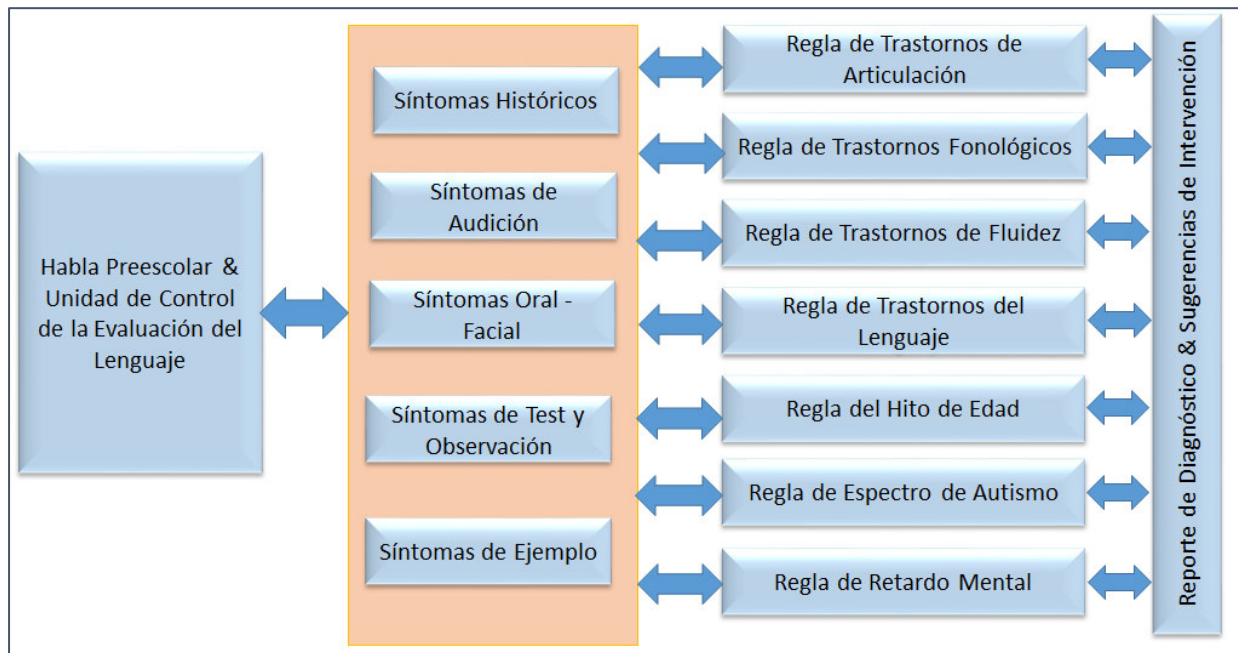 Habla Preescolar &
Unidad de Control
de la Evaluación del
Lenguaje
Síntomas Históricos
Síntomas de
Audición
Síntomas Oral -
Facial
Síntomas de Test y
Observación
Síntomas de Ejemplo
Regla de Trastornos de
Articulación
Regla de Trastornos Fonológicos
Regla de Trastornos de Fluidez
Regla de Trastornos del
Lenguaje
Regla del Hito de Edad
Regla de Espectro de Autismo
Regla de Retardo Mental
Reporte de Diagnóstico & Sugerencias de Intervención